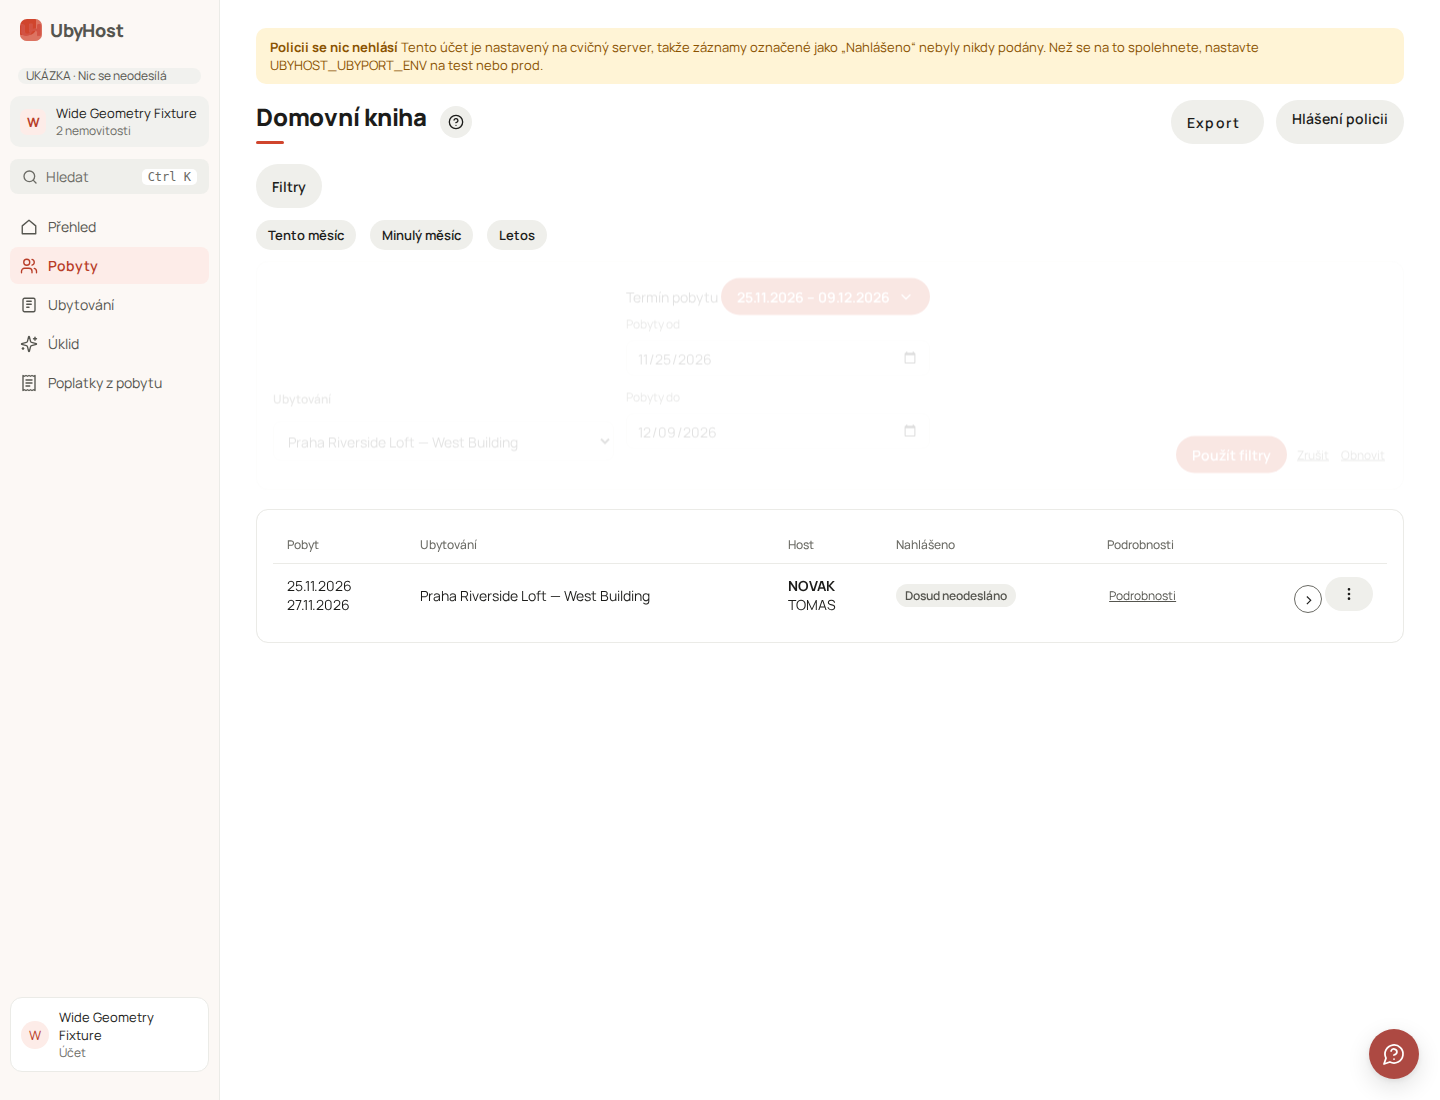 UbyHost
UKÁZKA · Nic se neodesílá
W
Wide Geometry Fixture
2 nemovitosti
Hledat
Ctrl K
Přehled
Pobyty
Ubytování
Úklid
Poplatky z pobytu
Policii se nic nehlásí Tento účet je nastavený na cvičný server, takže záznamy označené jako „Nahlášeno“ nebyly nikdy podány. Než se na to spolehnete, nastavte
UBYHOST_UBYPORT_ENV na test nebo prod.
Domovní kniha
Export
Hlášení policii
Filtry
Tento měsíc
Minulý měsíc
Letos
Termín pobytu
25.11.2026 – 09.12.2026
Pobyty od
11/25/2026
Pobyty do
12/09/2026
Ubytování
Praha Riverside Loft — West Building
Použít filtry
Zrušit
Obnovit
Pobyt
Ubytování
Host
Nahlášeno
Podrobnosti
25.11.2026
27.11.2026
Praha Riverside Loft — West Building
NOVAK
TOMAS
Dosud neodesláno
Podrobnosti
W
Wide Geometry
Fixture
Účet